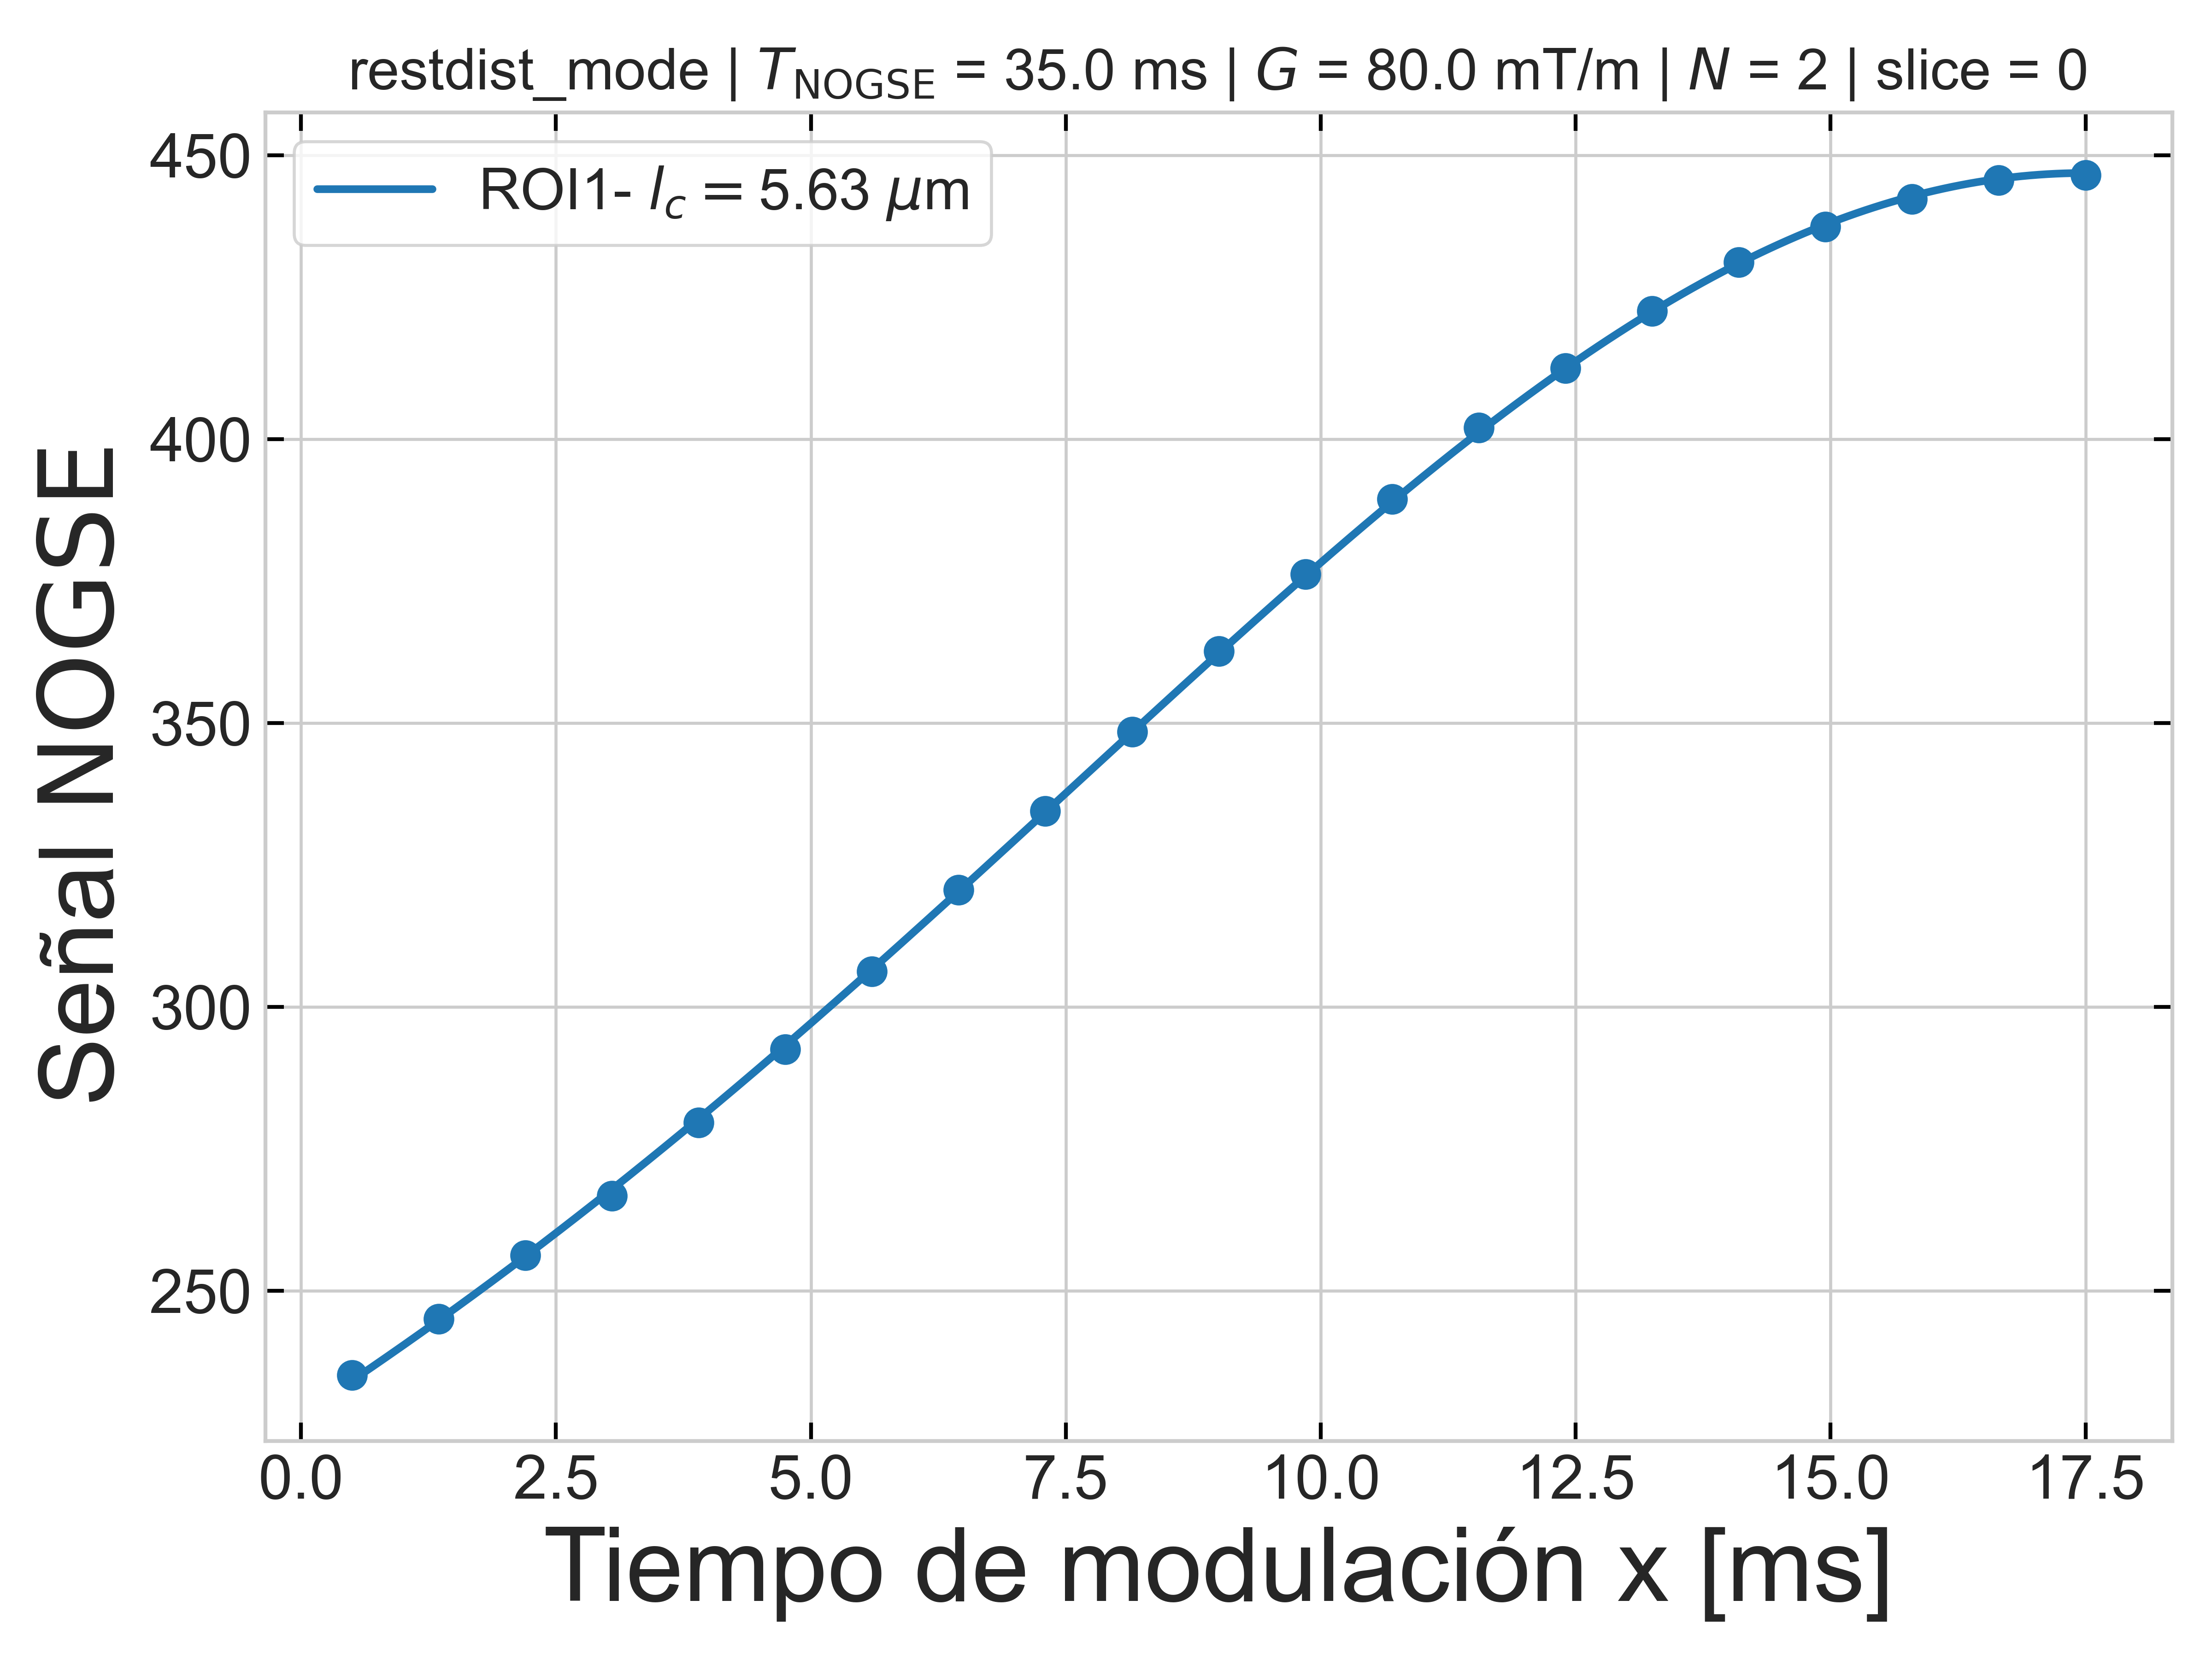 restdist_mode | T_NOGSE = 35.0 ms | G = 80.0 mT/m | N = 2 | slice = 0
ROI1- l_c = 5.63 μm
450
400
350
300
250
Señal NOGSE
0.0 2.5 5.0 7.5 10.0 12.5 15.0 17.5
Tiempo de modulación x [ms]